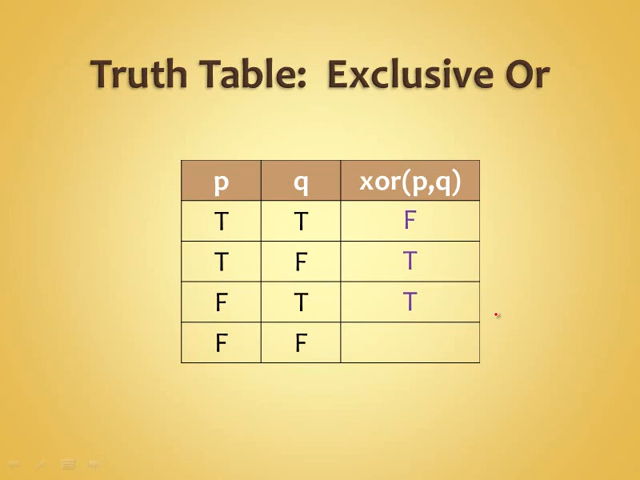 Truth Table:  Exclusive Or
p q xor(p,q)
T T F
T F T
F T T
F F